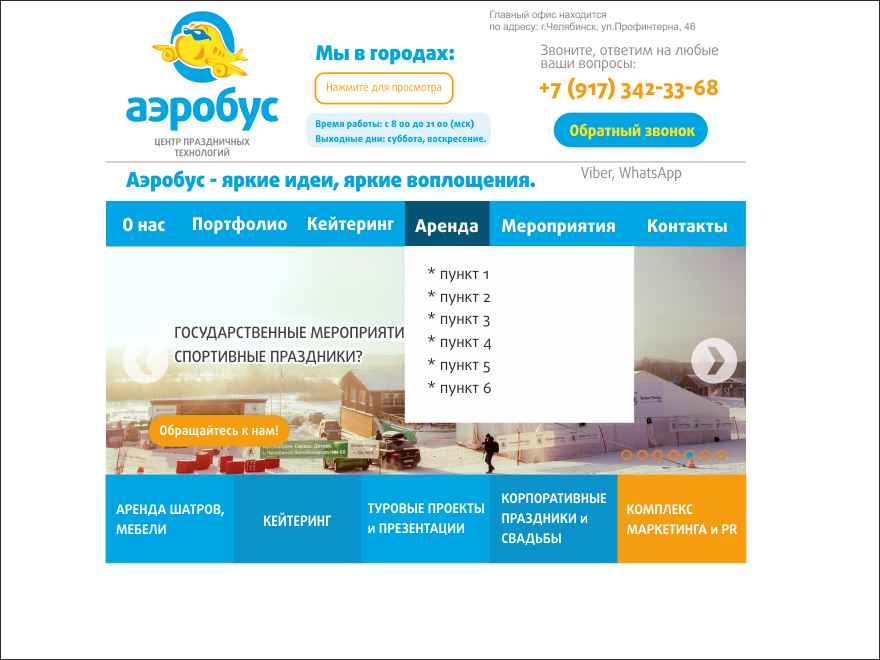 аэробус
ЦЕНТР ПРАЗДНИЧНЫХ
ТЕХНОЛОГИЙ
Мы в городах:
Нажмите для просмотра
Время работы: с 8 00 до 21 00 (мск)
Выходные дни: суббота, воскресение.
Главный офис находится
по адресу: г.Челябинск, ул.Профинтерна, 46
Звоните, ответим на любые
ваши вопросы:
+7 (917) 342-33-68
Обратный звонок
Viber, WhatsApp
Аэробус - яркие идеи, яркие воплощения.
О нас Портфолио Кейтеринг Аренда Мероприятия Контакты
* пункт 1
* пункт 2
* пункт 3
* пункт 4
* пункт 5
* пункт 6
ГОСУДАРСТВЕННЫЕ МЕРОПРИЯТИ
СПОРТИВНЫЕ ПРАЗДНИКИ?
Обращайтесь к нам!
АРЕНДА ШАТРОВ,
МЕБЕЛИ
КЕЙТЕРИНГ
ТУРОВЫЕ ПРОЕКТЫ
и ПРЕЗЕНТАЦИИ
КОРПОРАТИВНЫЕ
ПРАЗДНИКИ и
СВАДЬБЫ
КОМПЛЕКС
МАРКЕТИНГА и PR